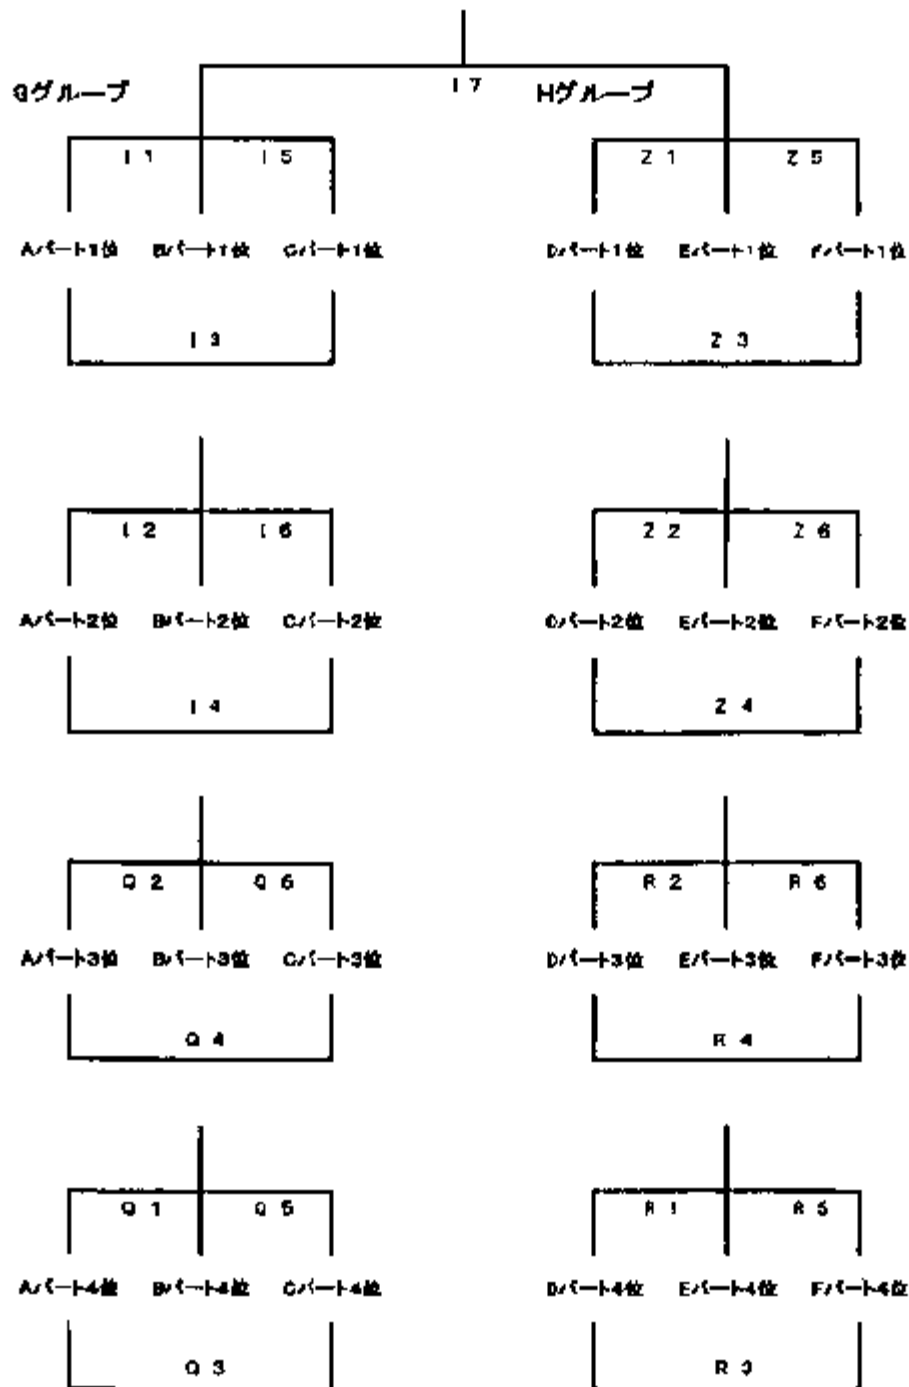 I 7
Gグループ Hグループ
I 1 I 5 Z 1 Z 5
Aパート1位 Bパート1位 Cパート1位 Dパート1位 Eパート1位 Fパート1位
I 3 Z 3
I 2 I 6 Z 2 Z 6
Aパート2位 Bパート2位 Cパート2位 Dパート2位 Eパート2位 Fパート2位
I 4 Z 4
Q 2 Q 6 R 2 R 6
Aパート3位 Bパート3位 Cパート3位 Dパート3位 Eパート3位 Fパート3位
Q 4 R 4
Q 1 Q 5 R 1 R 5
Aパート4位 Bパート4位 Cパート4位 Dパート4位 Eパート4位 Fパート4位
Q 3 R 3